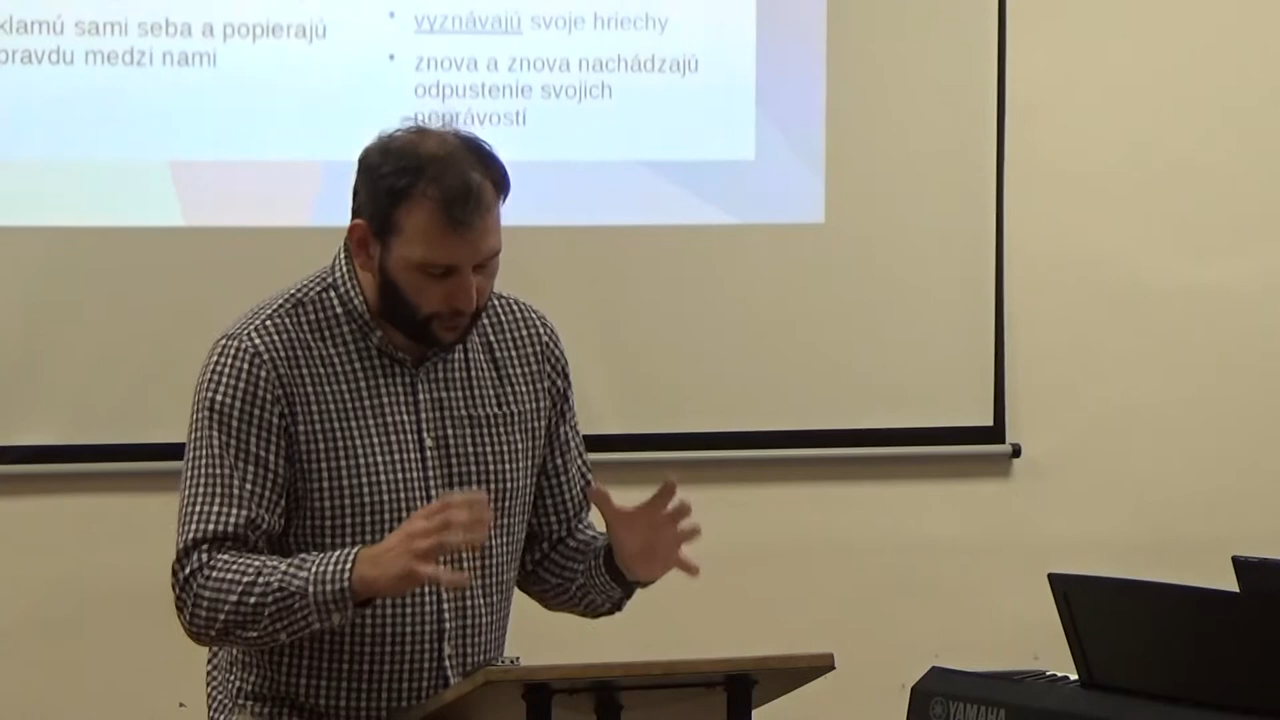 klamú sami seba a popierajú
pravdu medzi nami
vyznávajú svoje hriechy
znova a znova nachádzajú
odpustenie svojich
neprávostí
YAMAHA